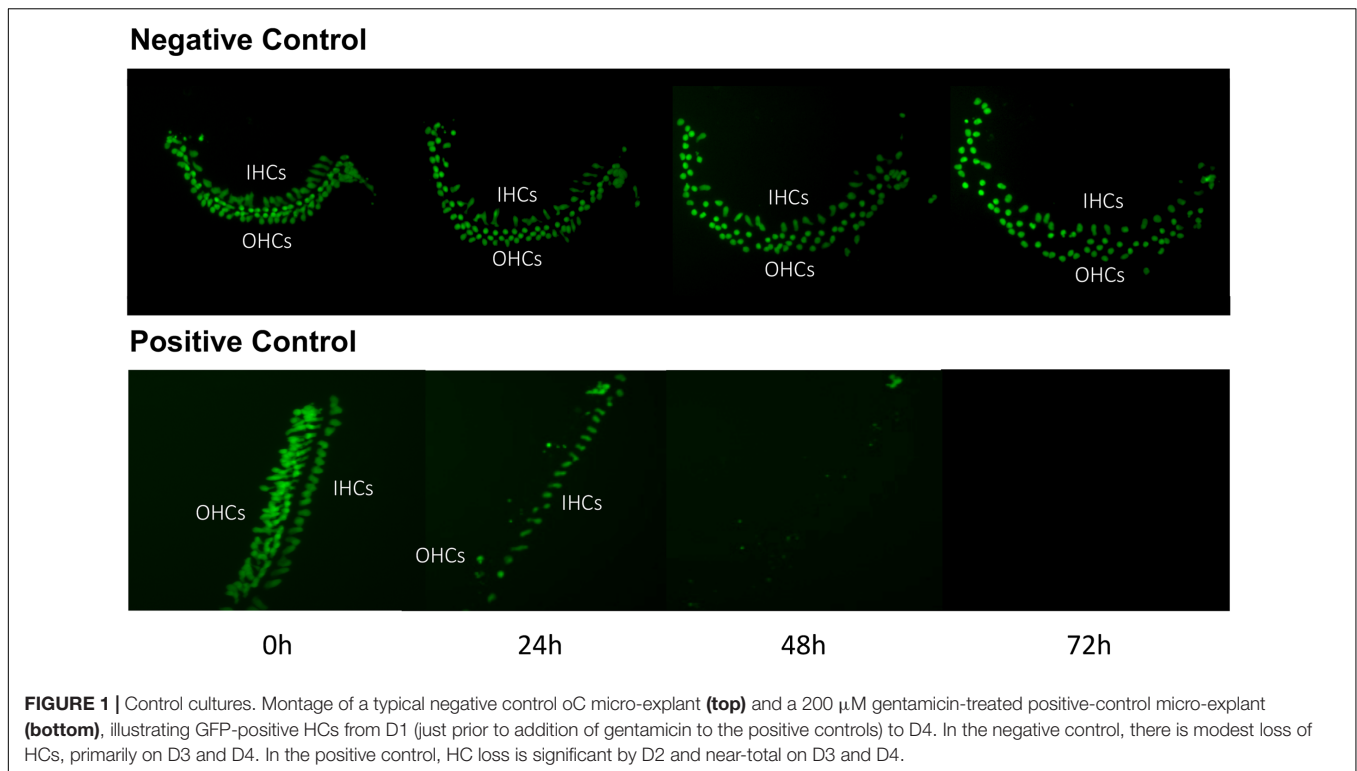 Negative Control
IHCs
OHCs
IHCs
OHCs
IHCs
OHCs
IHCs
OHCs
Positive Control
OHCs
IHCs
OHCs
IHCs
0h 24h 48h 72h
FIGURE 1 | Control cultures. Montage of a typical negative control oC micro-explant (top) and a 200 μM gentamicin-treated positive-control micro-explant
(bottom), illustrating GFP-positive HCs from D1 (just prior to addition of gentamicin to the positive controls) to D4. In the negative control, there is modest loss of
HCs, primarily on D3 and D4. In the positive control, HC loss is significant by D2 and near-total on D3 and D4.